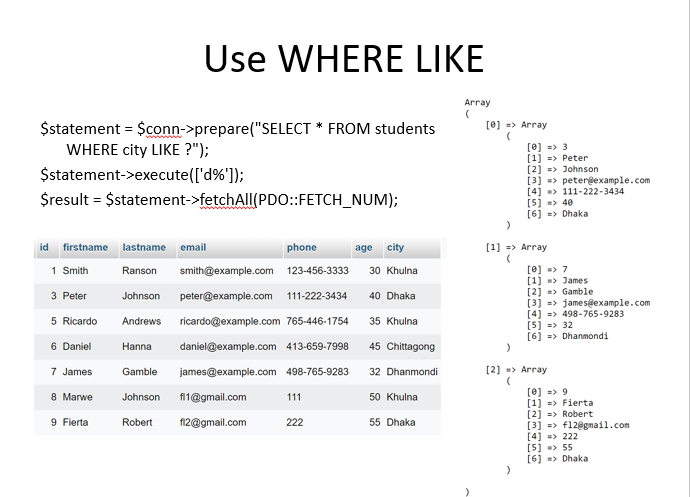 Use WHERE LIKE
$statement = $conn->prepare("SELECT * FROM students
WHERE city LIKE ?");
$statement->execute(['d%']);
$result = $statement->fetchAll(PDO::FETCH_NUM);
id firstname lastname email phone age city
1 Smith Ranson smith@example.com 123-456-3333 30 Khulna
3 Peter Johnson peter@example.com 111-222-3434 40 Dhaka
5 Ricardo Andrews ricardo@example.com 765-446-1754 35 Khulna
6 Daniel Hanna daniel@example.com 413-659-7998 45 Chittagong
7 James Gamble james@example.com 498-765-9283 32 Dhanmondi
8 Marwe Johnson fl1@gmail.com 111 50 Khulna
9 Fierta Robert fl2@gmail.com 222 55 Dhaka
Array
(
[0] => Array
(
[0] => 3
[1] => Peter
[2] => Johnson
[3] => peter@example.com
[4] => 111-222-3434
[5] => 40
[6] => Dhaka
)
[1] => Array
(
[0] => 7
[1] => James
[2] => Gamble
[3] => james@example.com
[4] => 498-765-9283
[5] => 32
[6] => Dhanmondi
)
[2] => Array
(
[0] => 9
[1] => Fierta
[2] => Robert
[3] => fl2@gmail.com
[4] => 222
[5] => 55
[6] => Dhaka
)
)